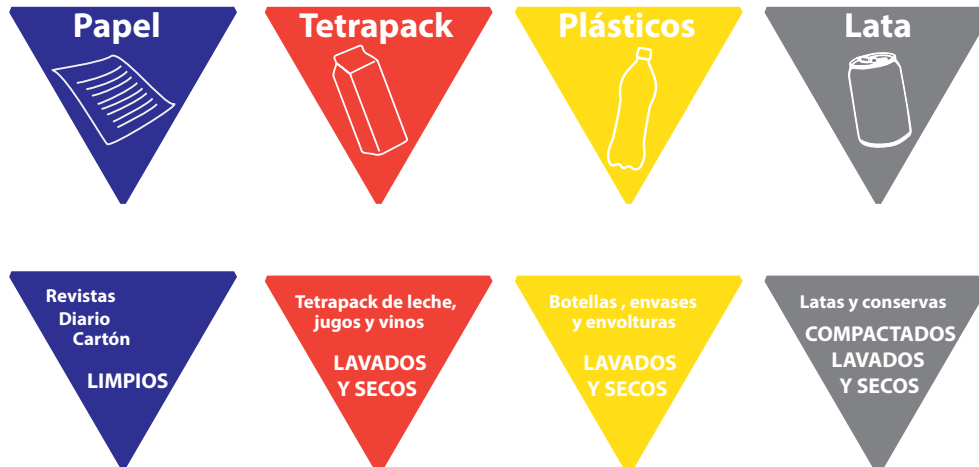 Papel
Tetrapack
Plásticos
Lata
Revistas
Diario
Cartón
LIMPIOS
Tetrapack de leche,
jugos y vinos
LAVADOS
Y SECOS
Botellas , envases
y envolturas
LAVADOS
Y SECOS
Latas y conservas
COMPACTADOS
LAVADOS
Y SECOS